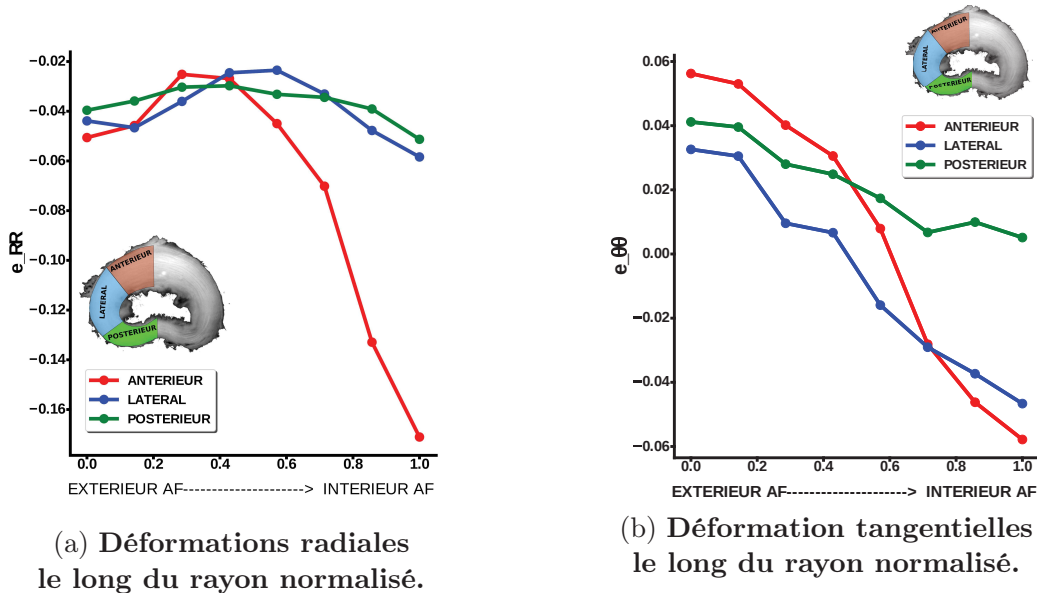 −0.02
−0.04
−0.06
−0.08
−0.10
−0.12
−0.14
−0.16
e_RR
ANTERIEUR
LATERAL
POSTERIEUR
ANTERIEUR
LATERAL
POSTERIEUR
0.0 0.2 0.4 0.6 0.8 1.0
EXTERIEUR AF--------------------> INTERIEUR AF
(a) Déformations radiales
le long du rayon normalisé.
0.06
0.04
0.02
0.00
−0.02
−0.04
−0.06
e_θθ
ANTERIEUR
LATERAL
POSTERIEUR
ANTERIEUR
LATERAL
POSTERIEUR
0.0 0.2 0.4 0.6 0.8 1.0
EXTERIEUR AF---------------------> INTERIEUR AF
(b) Déformation tangentielles
le long du rayon normalisé.